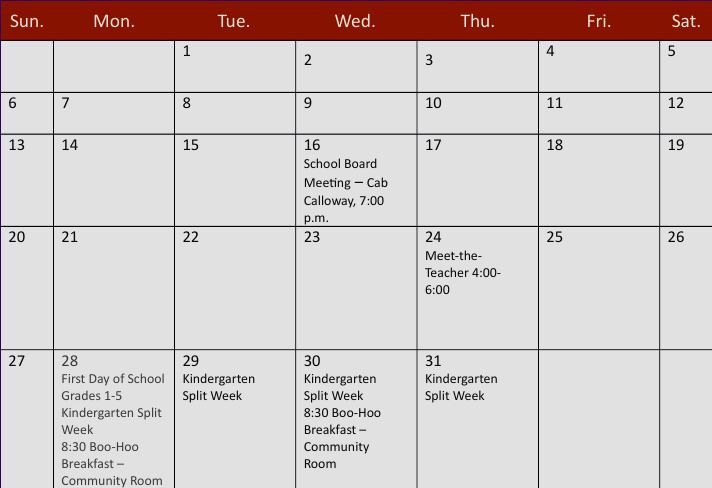 Sun. Mon. Tue. Wed. Thu. Fri. Sat.
1 2 3 4 5
6 7 8 9 10 11 12
13 14 15 16 17 18 19
School Board
Meeting – Cab
Calloway, 7:00
p.m.
20 21 22 23 24 25 26
Meet-the-
Teacher 4:00-
6:00
27 28 29 30 31
First Day of School
Grades 1-5
Kindergarten Split
Week
8:30 Boo-Hoo
Breakfast –
Community Room
Kindergarten
Split Week
Kindergarten
Split Week
8:30 Boo-Hoo
Breakfast –
Community
Room
Kindergarten
Split Week